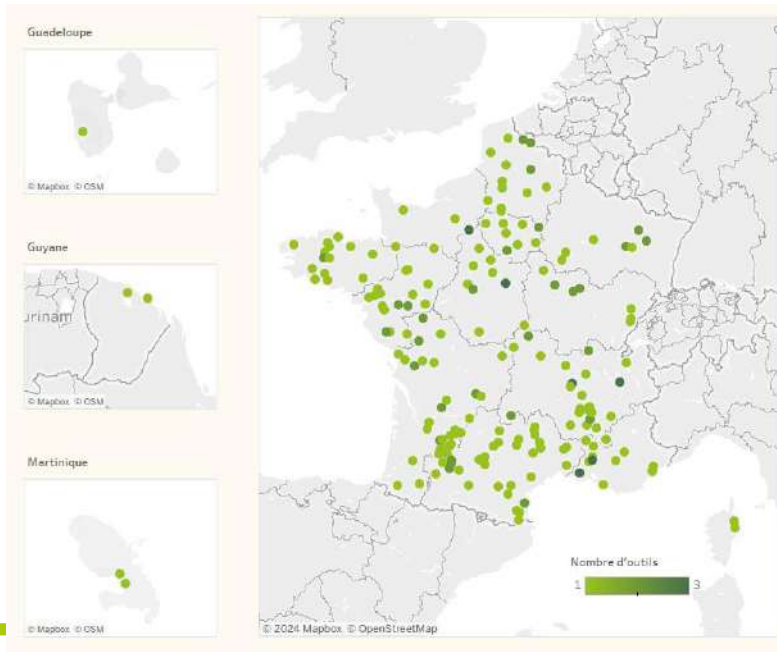 Guadeloupe
© Mapbox © OSM
Guyane
urinam
© Mapbox © OSM
Martinique
© Mapbox © OSM
Nombre d'outils
1
3
© 2024 Mapbox © OpenStreetMap